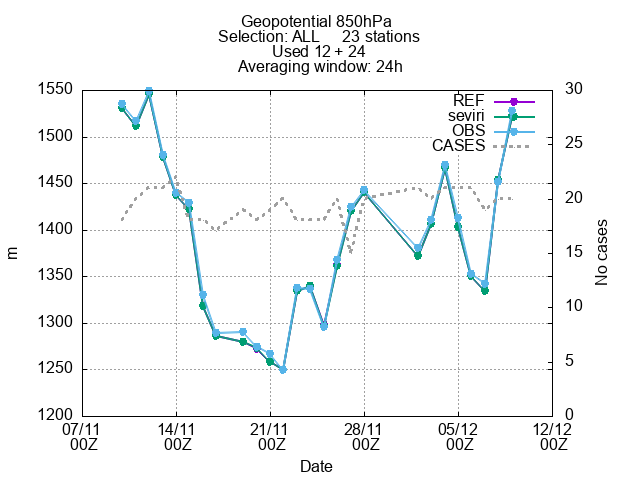 Geopotential 850hPa
Selection: ALL 23 stations
Used 12 + 24
Averaging window: 24h
REF
seviri
OBS
CASES
1550
1500
1450
1400
1350
1300
1250
1200
30
25
20
15
10
5
0
m
No cases
07/11 14/11 21/11 28/11 05/12 12/12
00Z 00Z 00Z 00Z 00Z 00Z
Date